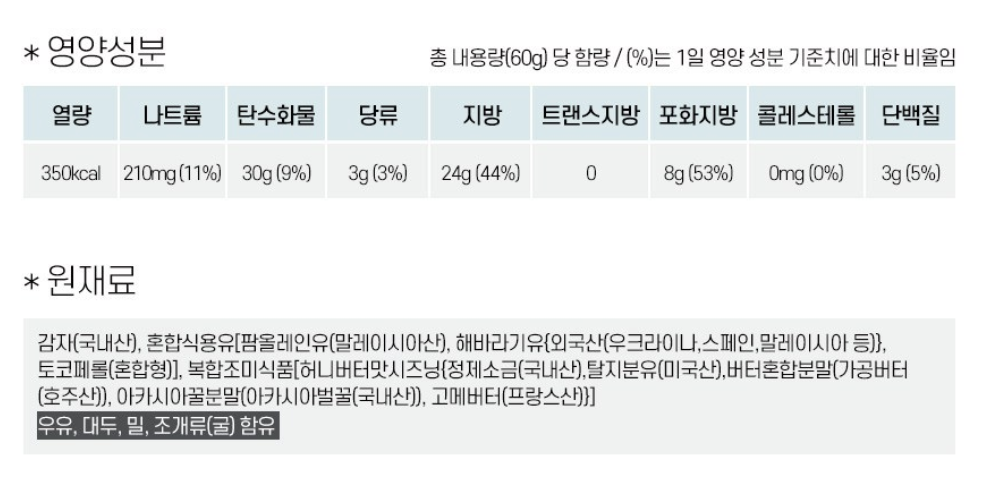 * 영양성분
총 내용량(60g) 당 함량 / (%)는 1일 영양 성분 기준치에 대한 비율임
열량 나트륨 탄수화물 당류 지방 트랜스지방 포화지방 콜레스테롤 단백질
350kcal 210mg (11%) 30g (9%) 3g (3%) 24g (44%) 0 8g (53%) 0mg (0%) 3g (5%)
* 원재료
감자(국내산), 혼합식용유[팜올레인유(말레이시아산), 해바라기유{외국산(우크라이나,스페인,말레이시아 등)},
토코페롤(혼합형)], 복합조미식품[허니버터맛시즈닝{정제소금(국내산),탈지분유(미국산),버터혼합분말(가공버터
(호주산)), 아카시아꿀분말(아카시아벌꿀(국내산)), 고메버터(프랑스산)}]
우유, 대두, 밀, 조개류(굴) 함유